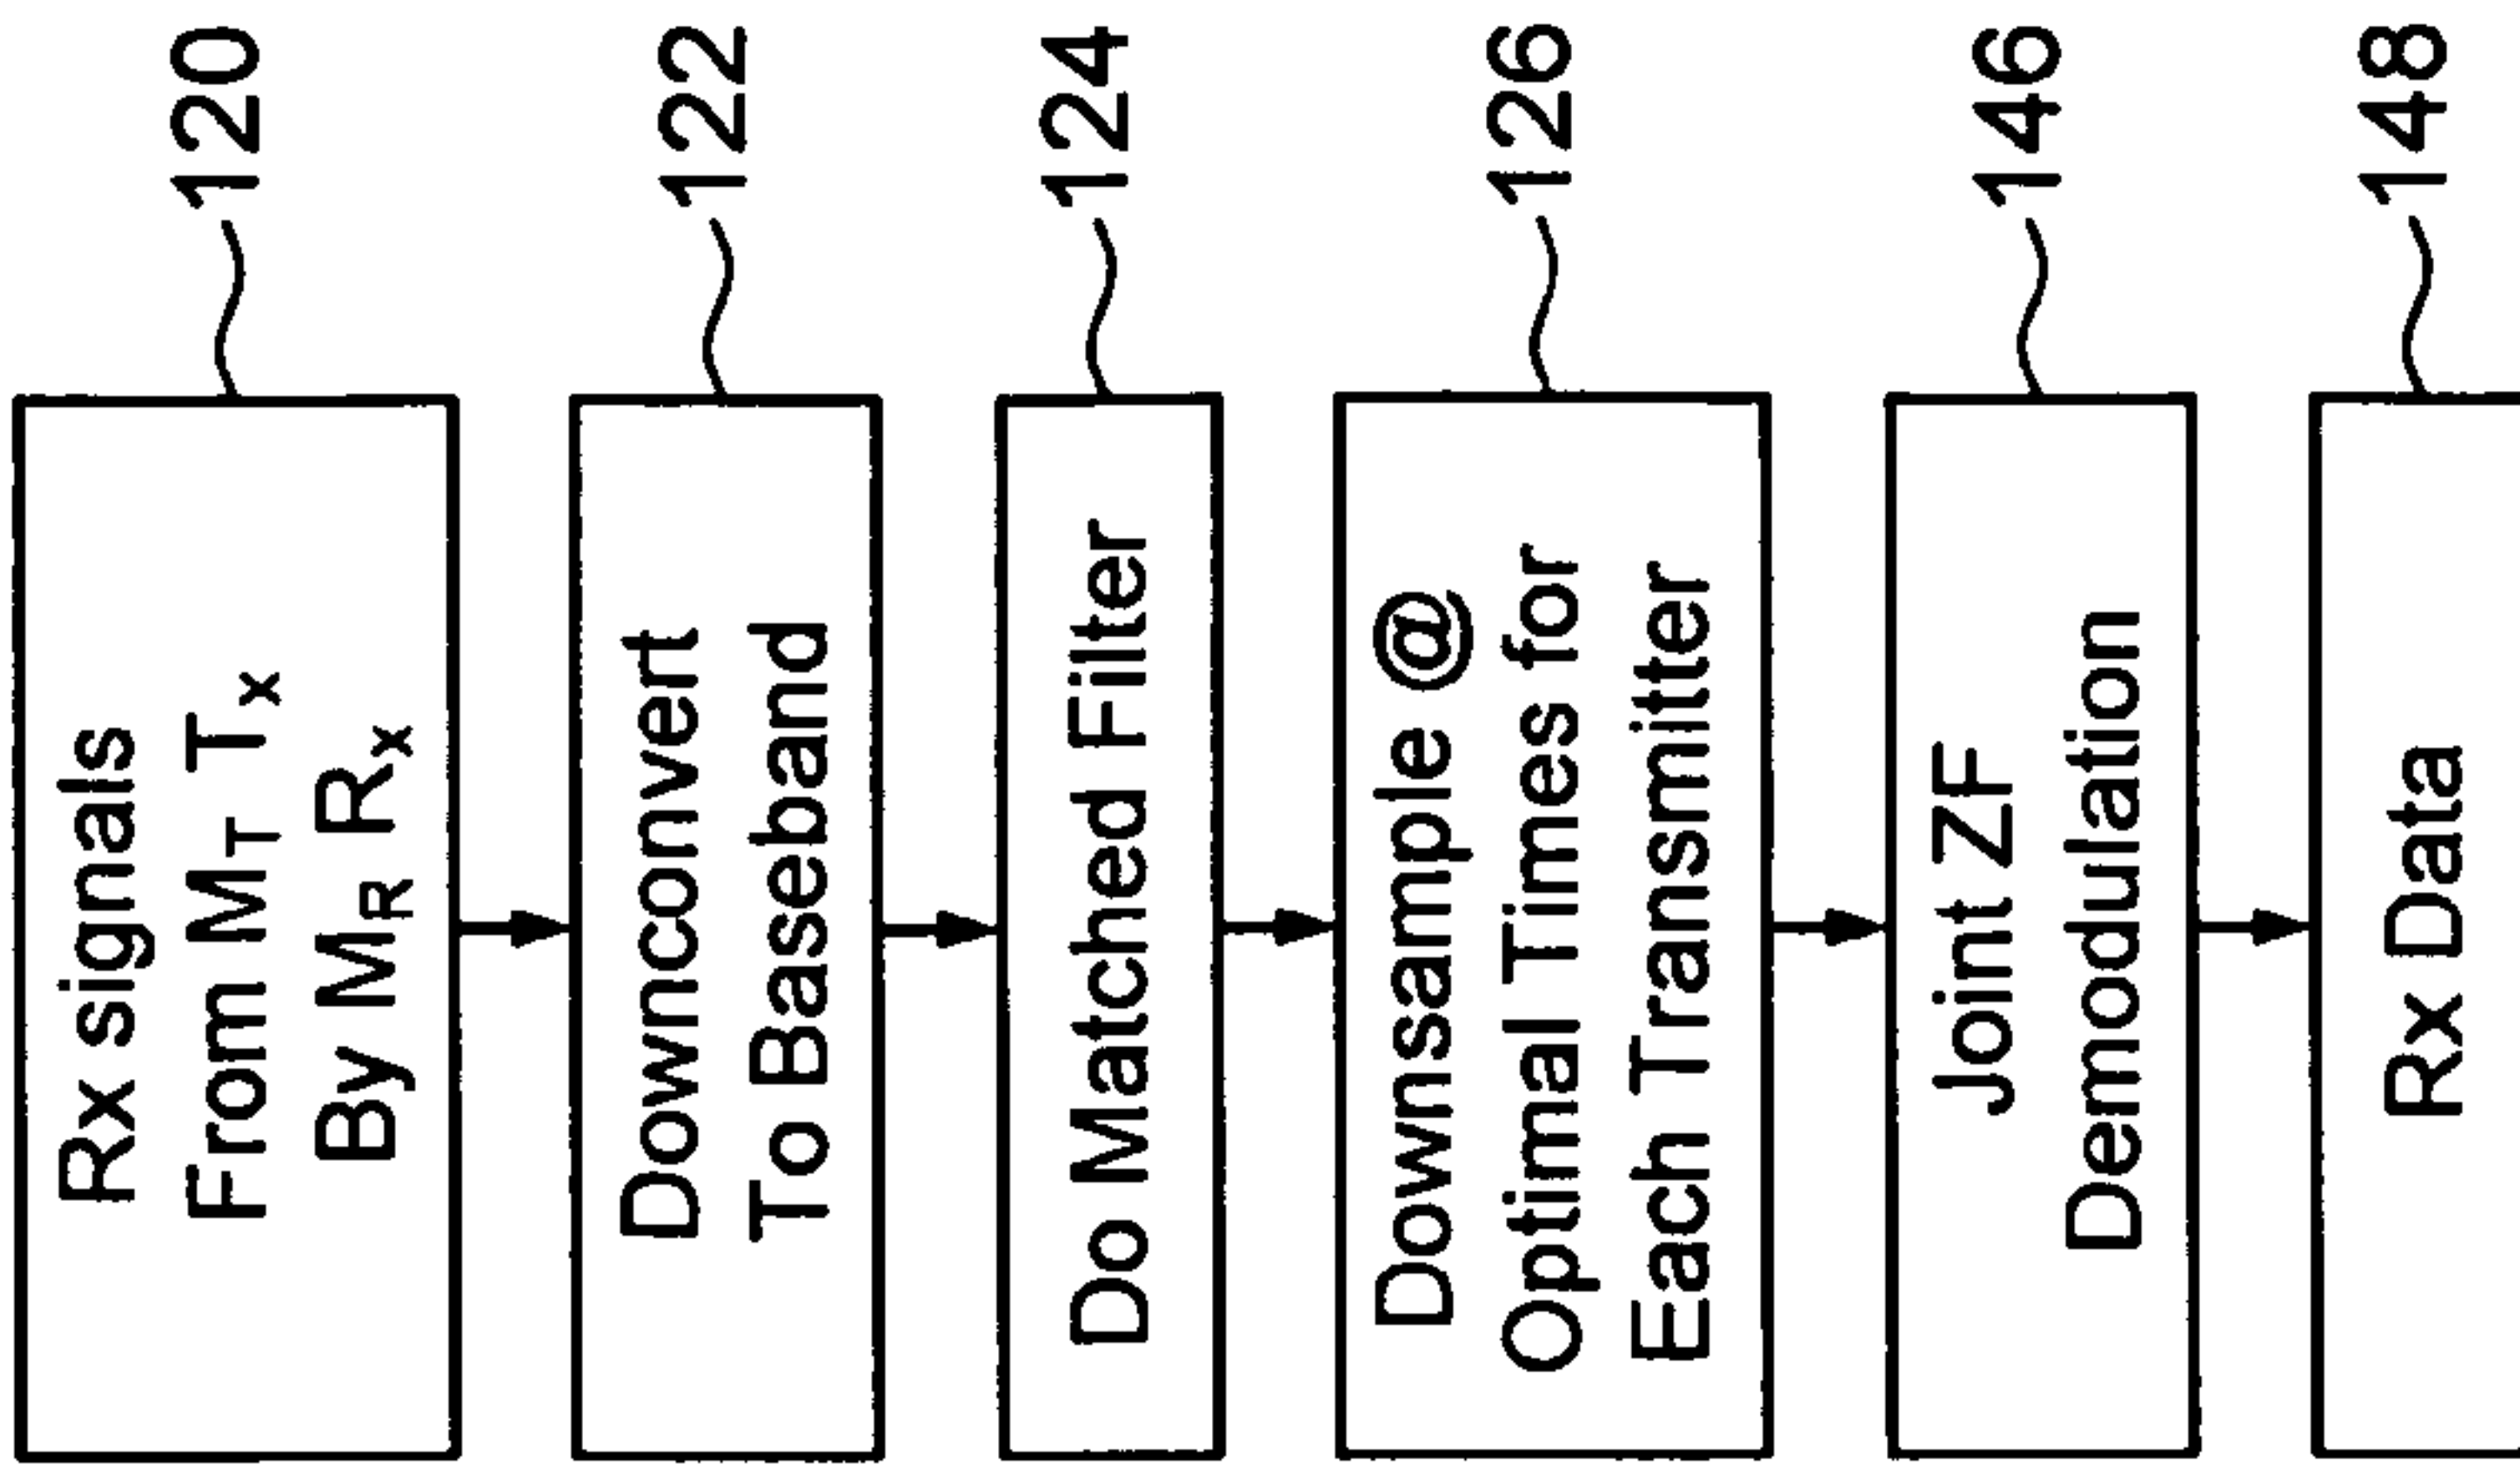 Rx signals
From M_T T_x
By M_R R_x
120
Downconvert
To Baseband
122
Do Matched Filter
124
Downsample @
Optimal Times for
Each Transmitter
126
Joint ZF
Demodulation
146
Rx Data
148